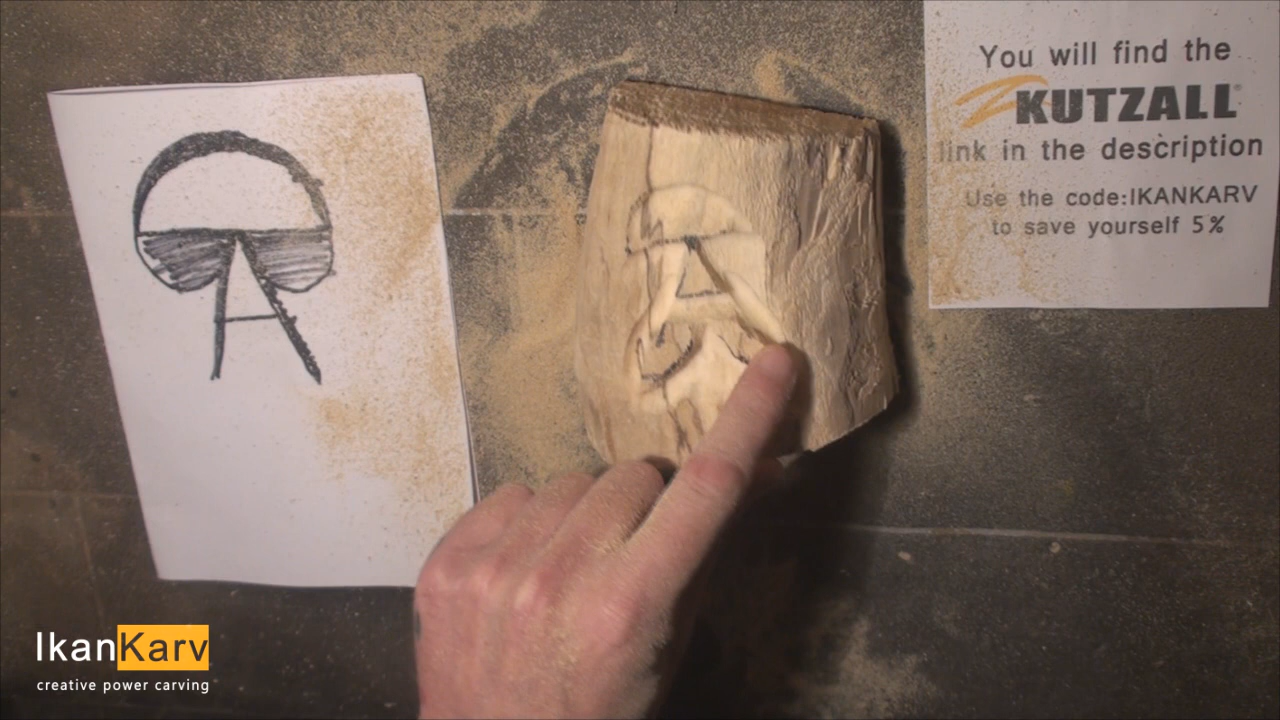 You will find the
KUTZALL
link in the description
Use the code:IKANKARV
to save yourself 5%
IkanKarv
creative power carving